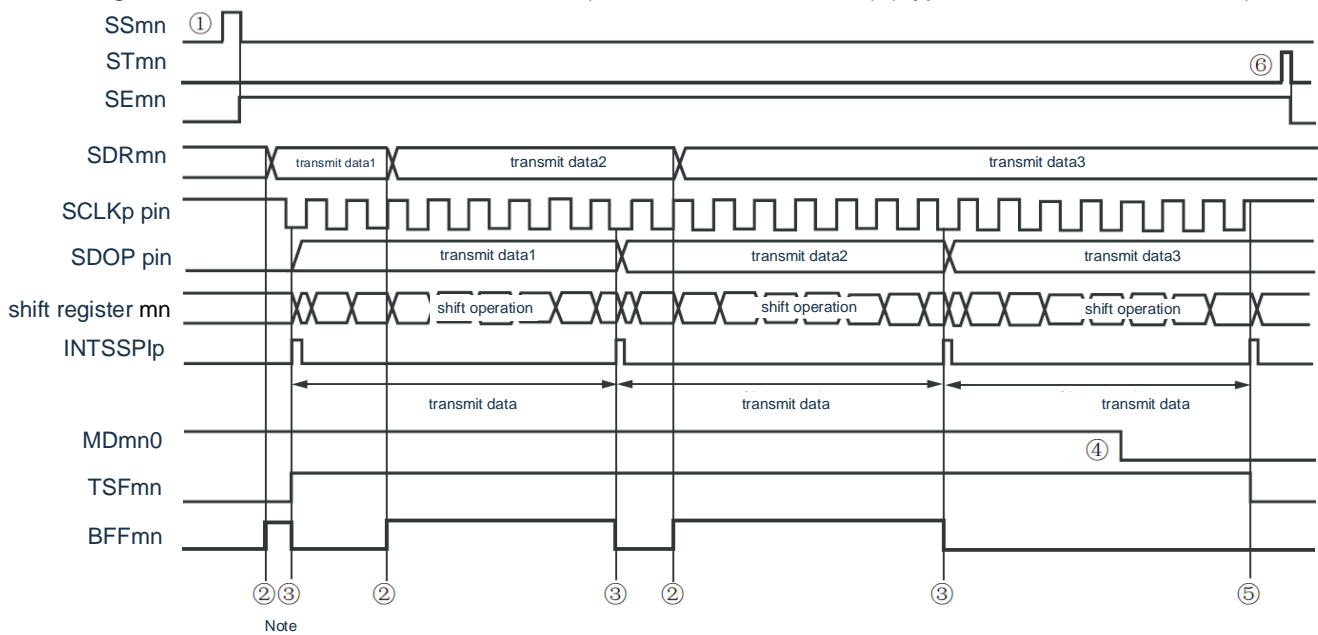 SSmn ①
STmn ⑥
SEmn
SDRmn transmit data1 transmit data2 transmit data3
SCLKp pin
SDOP pin transmit data1 transmit data2 transmit data3
shift register mn shift operation shift operation shift operation
INTSSPIp
transmit data transmit data transmit data
MDmn0 ④
TSFmn
BFFmn
② ③ ② ③ ② ③ ⑤
Note